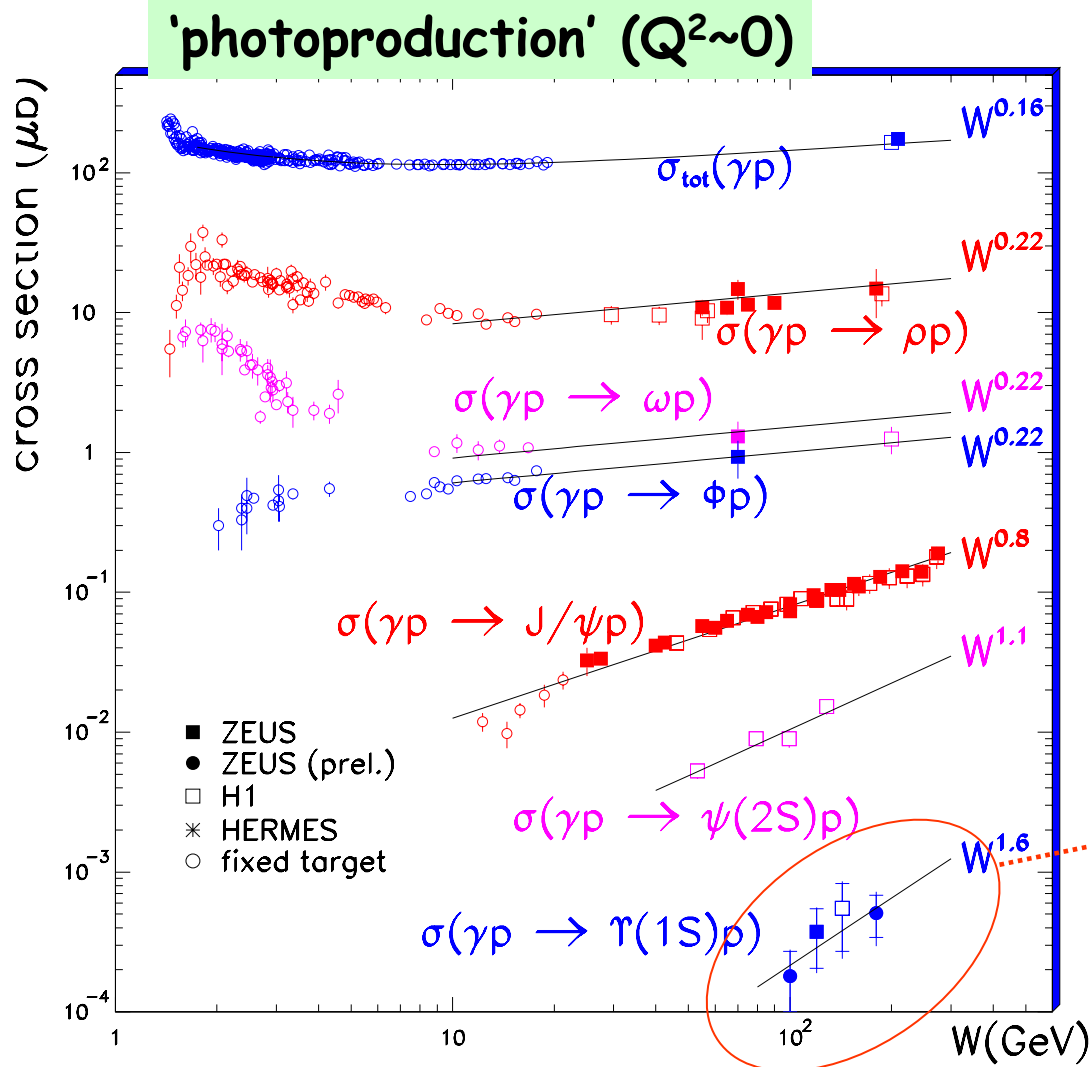 'photoproduction' (Q²~0)
cross section (μb)
10²
10
1
10⁻¹
10⁻²
10⁻³
10⁻⁴
W^0.16
σ_tot(γp)
W^0.22
σ(γp → ρp)
W^0.22
σ(γp → ωp)
W^0.22
σ(γp → Φp)
W^0.8
σ(γp → J/ψp)
W^1.1
σ(γp → ψ(2S)p)
W^1.6
σ(γp → Υ(1S)p)
ZEUS
ZEUS (prel.)
H1
HERMES
fixed target
1
10
10²
W(GeV)